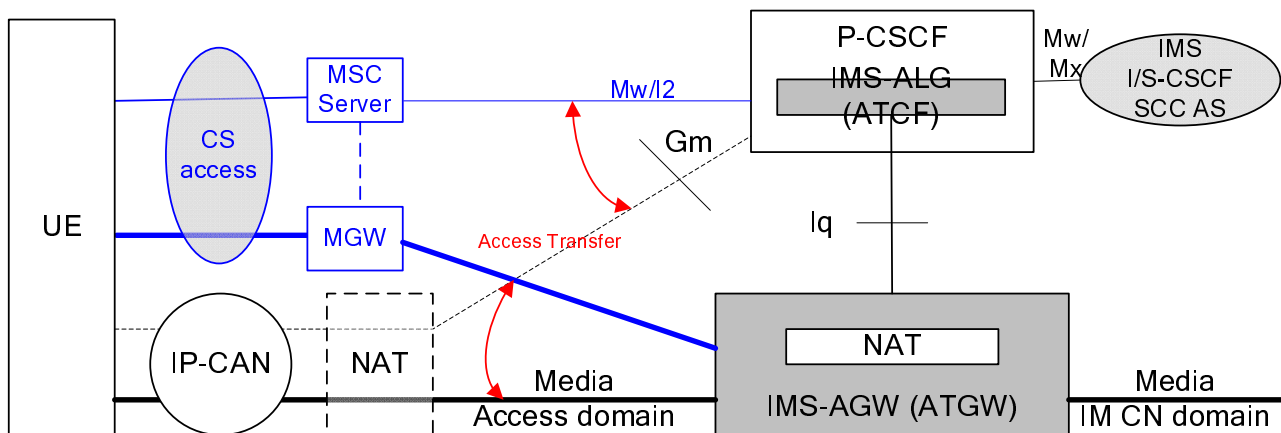 UE
CS
access
MSC
Server
MGW
Mw/I2
P-CSCF
IMS-ALG
(ATCF)
Mw/
Mx
IMS
I/S-CSCF
SCC AS
Gm
Iq
Access Transfer
IP-CAN
NAT
Media
Access domain
NAT
IMS-AGW (ATGW)
Media
IM CN domain